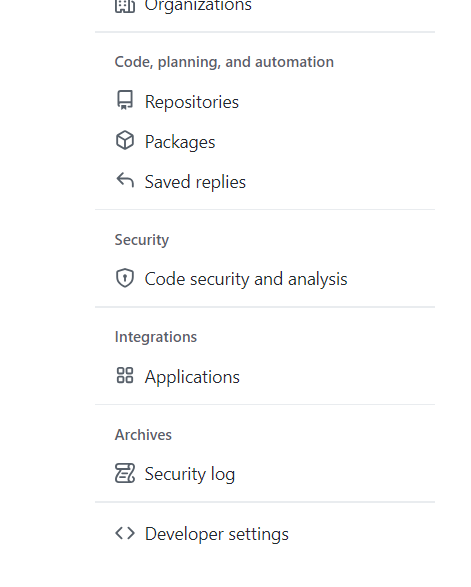 Organizations
Code, planning, and automation
Repositories
Packages
Saved replies
Security
Code security and analysis
Integrations
Applications
Archives
Security log
Developer settings